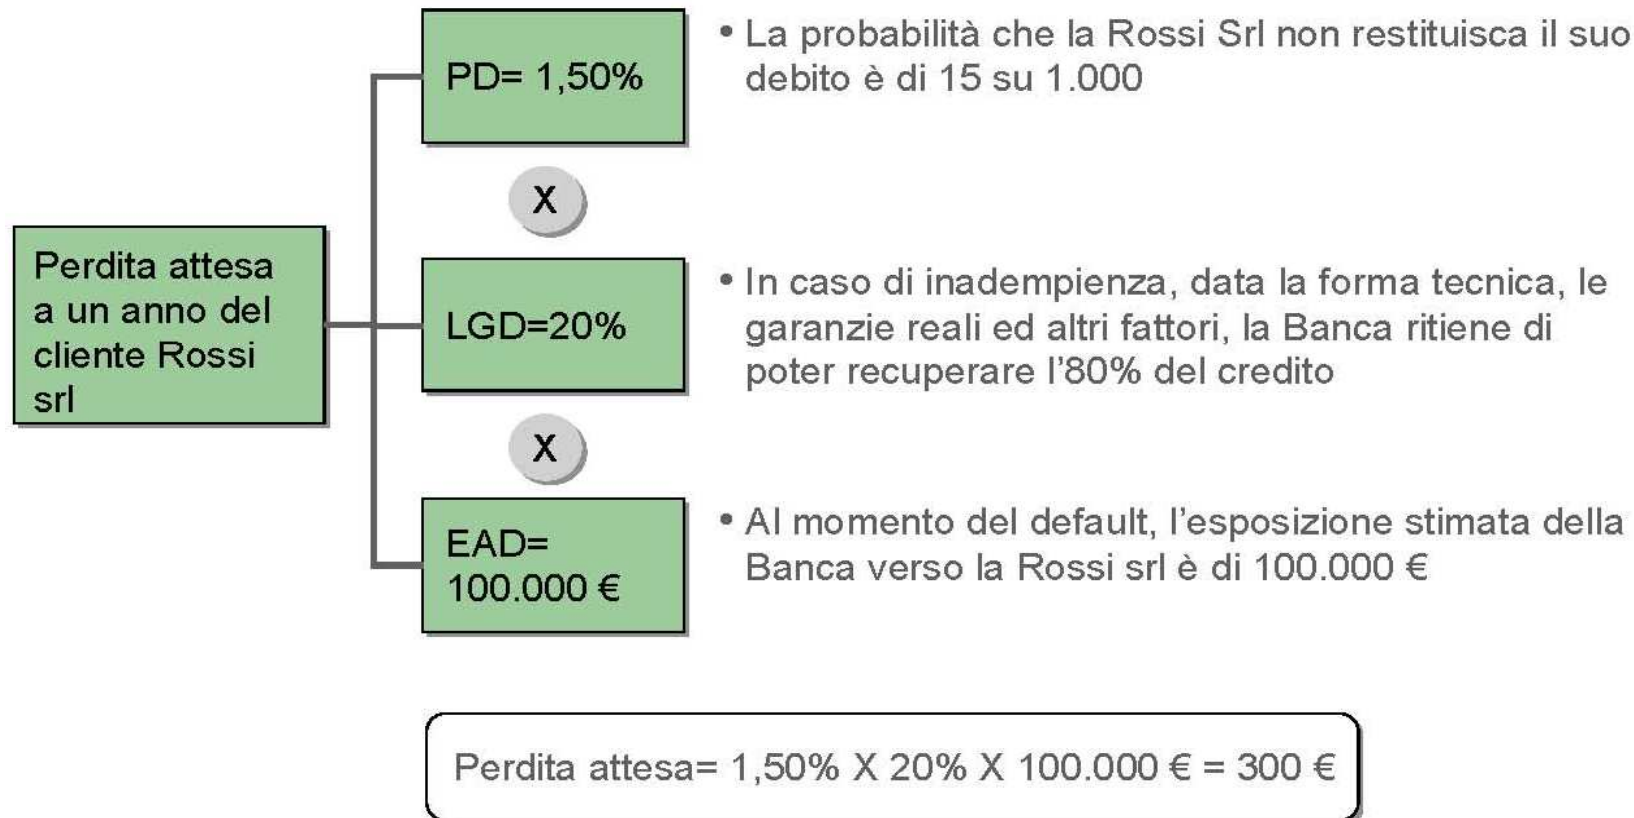 PD= 1,50%
• La probabilità che la Rossi Srl non restituisca il suo
debito è di 15 su 1.000
X
Perdita attesa
a un anno del
cliente Rossi
srl
LGD=20%
• In caso di inadempienza, data la forma tecnica, le
garanzie reali ed altri fattori, la Banca ritiene di
poter recuperare l'80% del credito
X
EAD=
100.000 €
• Al momento del default, l'esposizione stimata della
Banca verso la Rossi srl è di 100.000 €
Perdita attesa= 1,50% X 20% X 100.000 € = 300 €